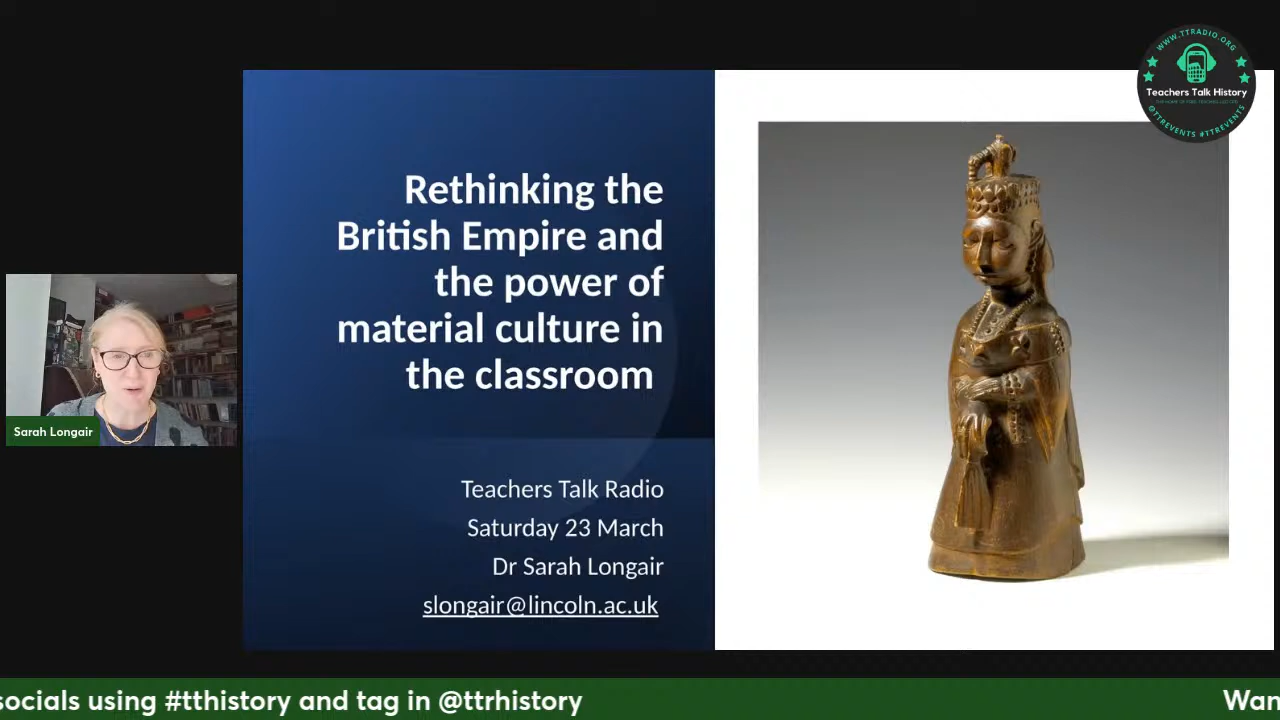 WWW.TTRADIO.ORG
Teachers Talk History
@TTREVENTS #TTREVENTS
Rethinking the
British Empire and
the power of
material culture in
the classroom
Sarah Longair
Teachers Talk Radio
Saturday 23 March
Dr Sarah Longair
slongair@lincoln.ac.uk
socials using #tthistory and tag in @ttrhistory
Wan